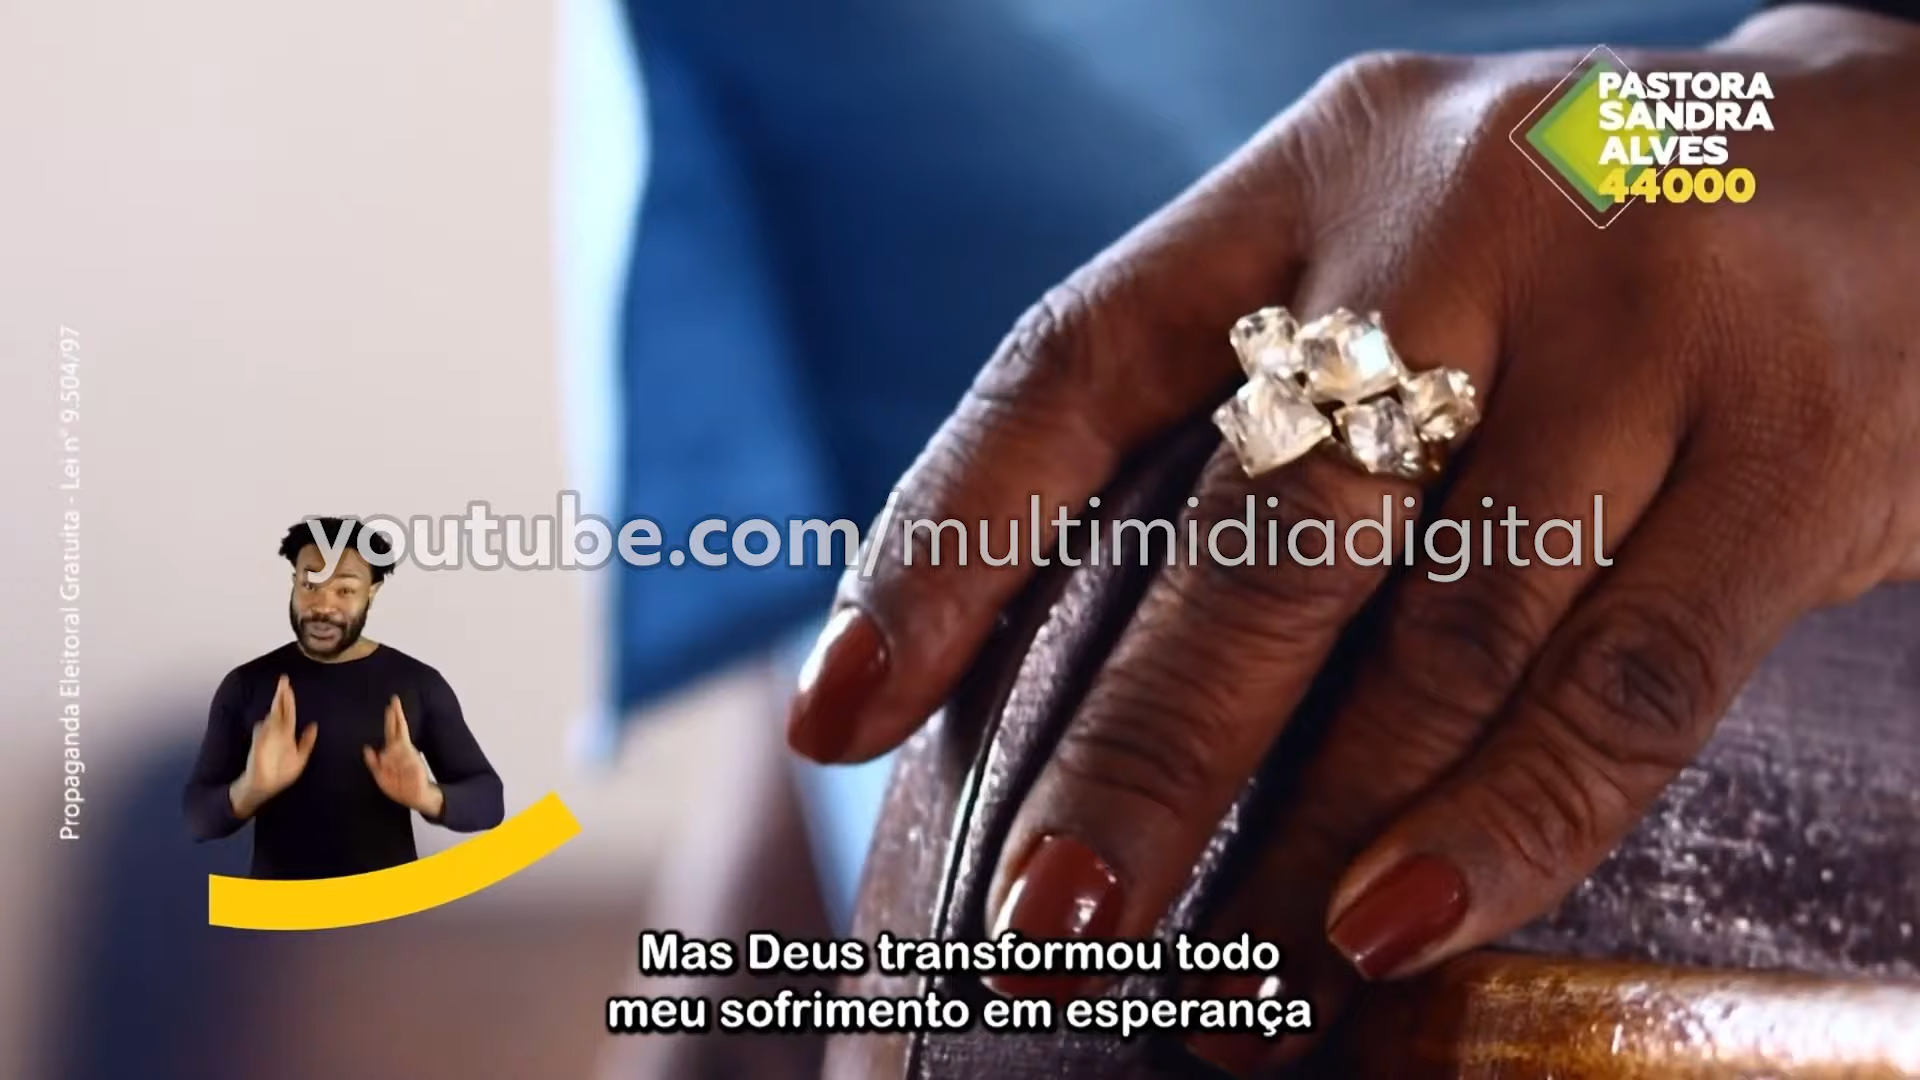 PASTORA
SANDRA
ALVES
44000
Propaganda Eleitoral Gratuita - Lei nº 9.504/97
youtube.com/multimidiadigital
Mas Deus transformou todo
meu sofrimento em esperança